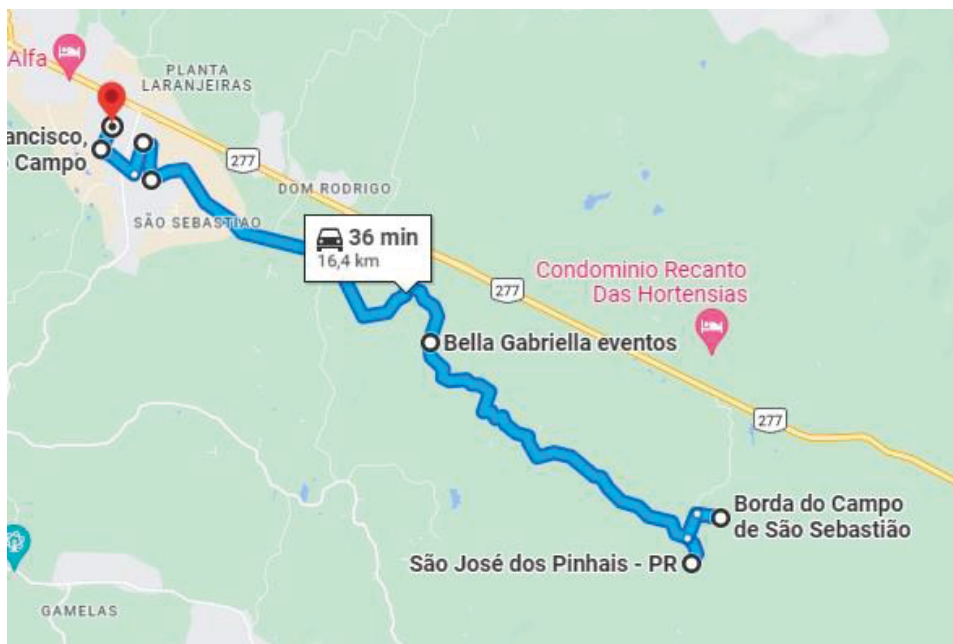 Alfa
PLANTA
LARANJEIRAS
ancisco,
Campo
277
DOM RODRIGO
SÃO SEBASTIAO
36 min
16,4 km
277
Condominio Recanto
Das Hortensias
Bella Gabriella eventos
277
Borda do Campo
de São Sebastião
São José dos Pinhais - PR
GAMELAS